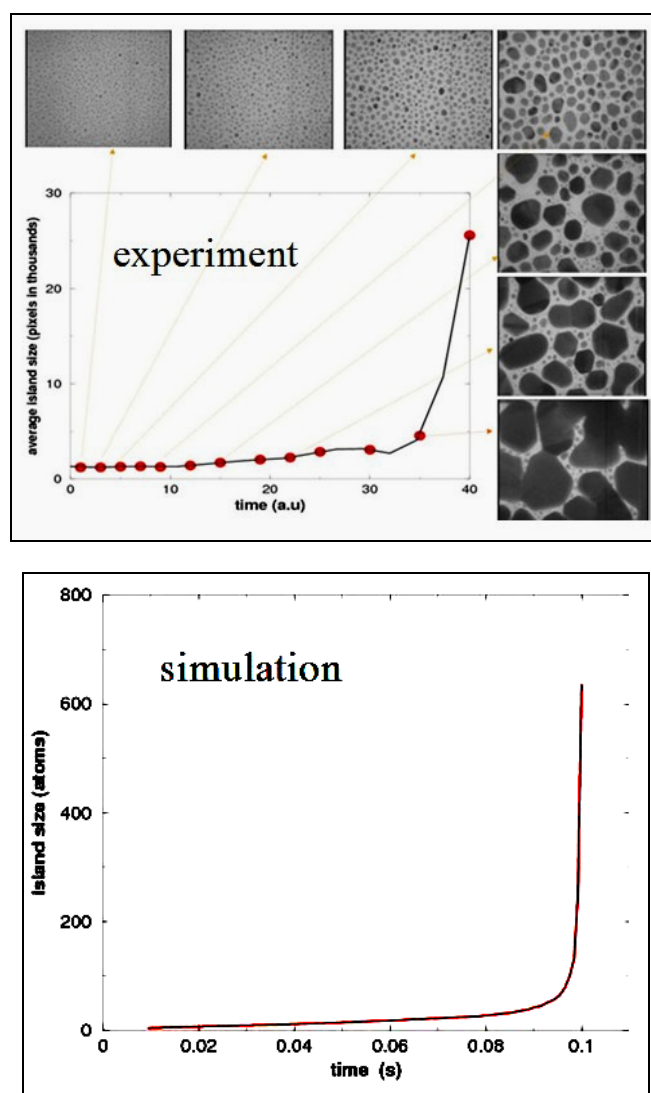 30
experiment
20
average island size (pixels in thousands)
10
0
0 10 20 30 40
time (a.u)
800
simulation
600
Island size (atoms)
400
200
0
0 0.02 0.04 0.06 0.08 0.1
time (s)